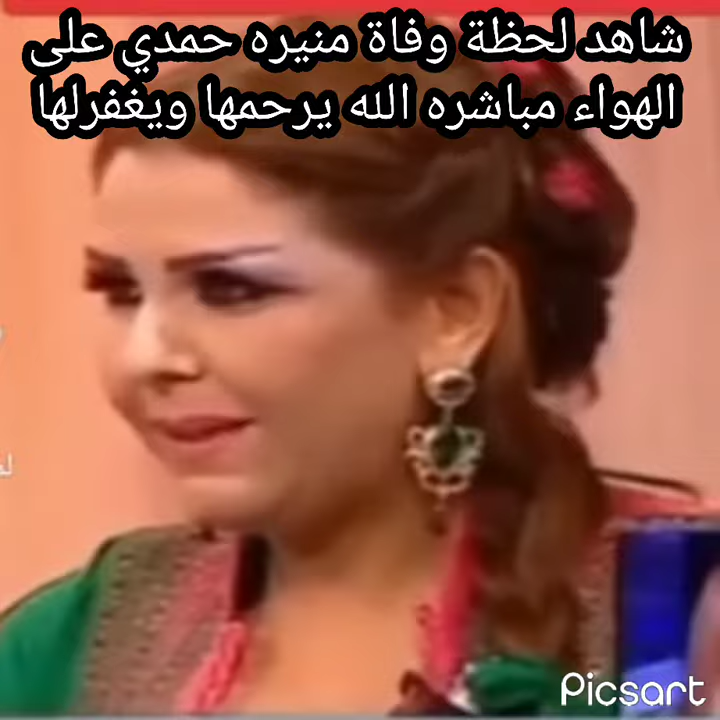 شاهد لحظة وفاة منيره حمدي على
الهواء مباشره الله يرحمها ويغفرلها
Picsart